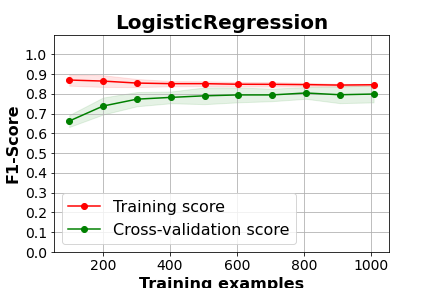 LogisticRegression
F1-Score
1.0
0.9
0.8
0.7
0.6
0.5
0.4
0.3
0.2
0.1
0.0
Training score
Cross-validation score
200 400 600 800 1000
Training examples